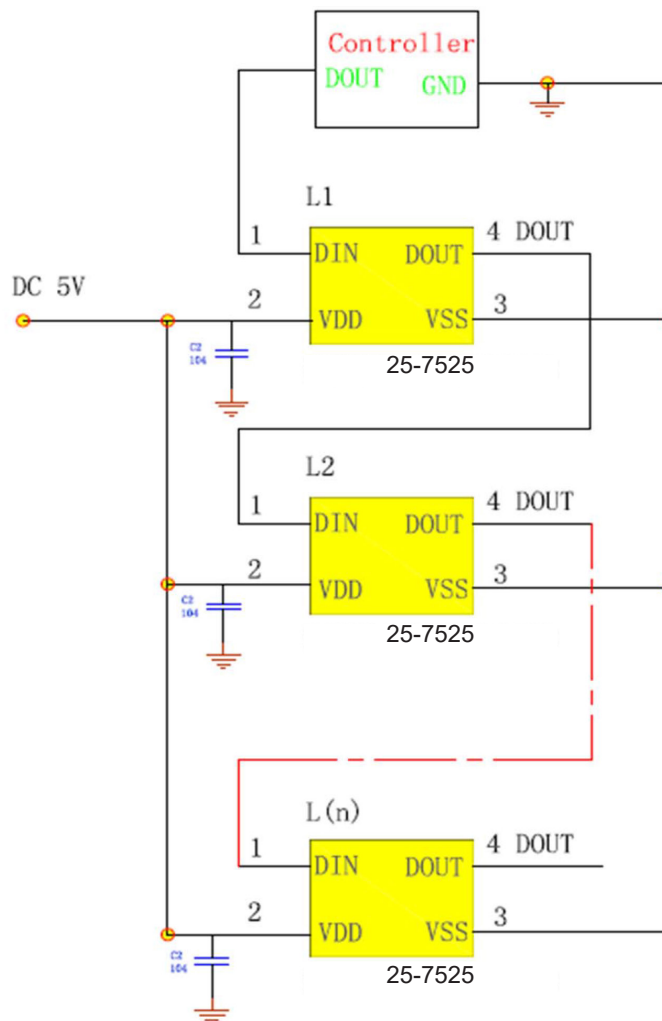 Controller
DOUT GND
L1
1 DIN DOUT 4 DOUT
DC 5V
2 VDD VSS 3
C2
104
25-7525
L2
1 DIN DOUT 4 DOUT
2 VDD VSS 3
C2
104
25-7525
L(n)
1 DIN DOUT 4 DOUT
2 VDD VSS 3
C2
104
25-7525